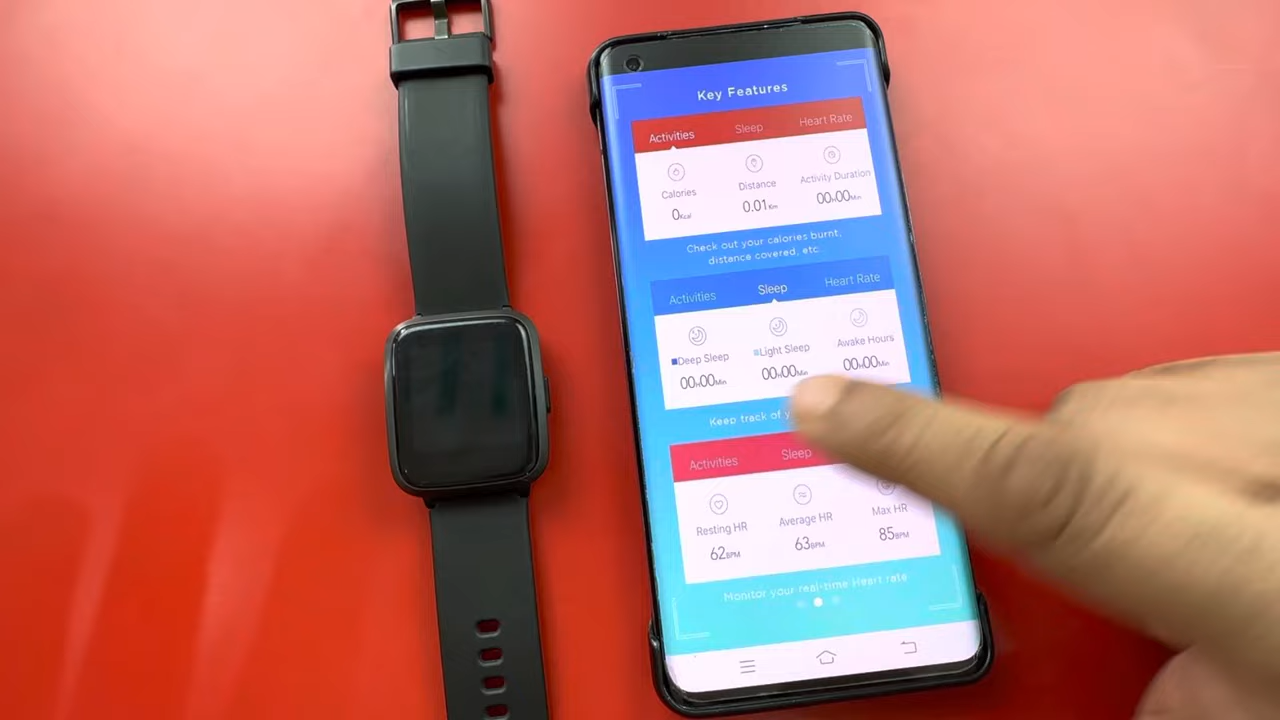 Key Features
Activities Sleep Heart Rate
Calories Distance Activity Duration
0Kcal 0.01Km 00h00Min
Check out your calories burnt,
distance covered, etc.
Activities Sleep Heart Rate
Deep Sleep Light Sleep Awake Hours
00h00Min 00h00Min 00h00Min
Keep track of
Activities Sleep
Resting HR Average HR Max HR
62BPM 63BPM 85BPM
Monitor your real-time Heart rate